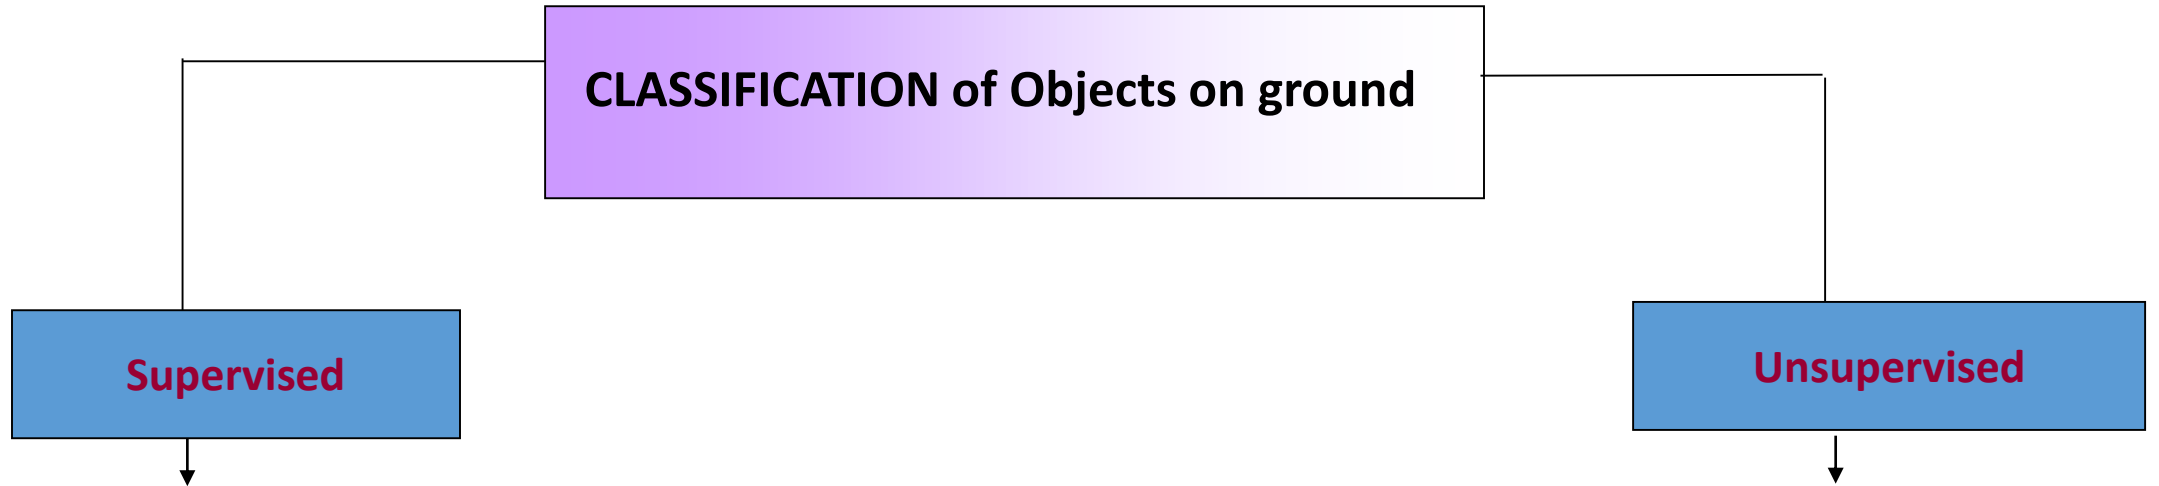 CLASSIFICATION of Objects on ground
Supervised
Unsupervised